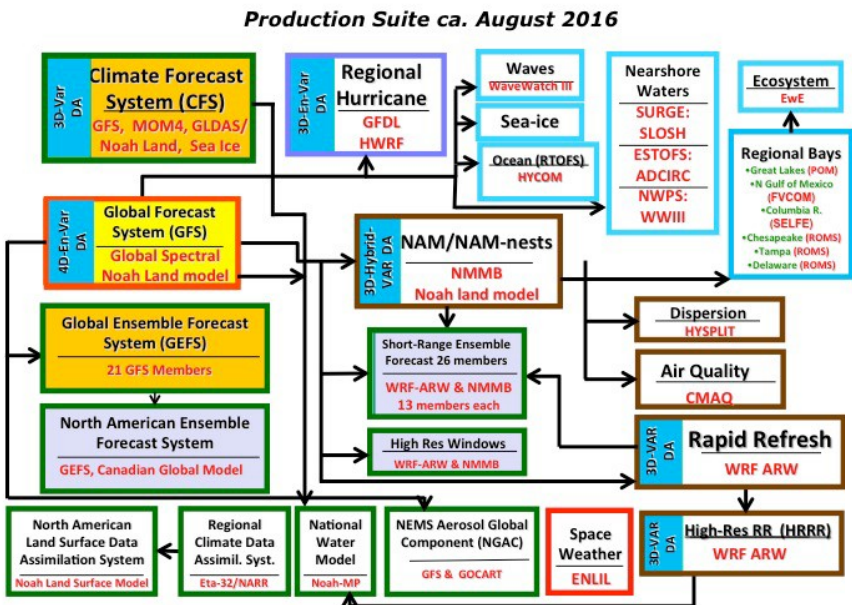 Production Suite ca. August 2016
3D-Var
DA
Climate Forecast
System (CFS)
GFS, MOM4, GLDAS/
Noah Land, Sea Ice
3D-En-Var
DA
Regional
Hurricane
GFDL
HWRF
Waves
WaveWatch III
Sea-ice
Ocean (RTOFS)
HYCOM
Nearshore
Waters
SURGE:
SLOSH
ESTOFS:
ADCIRC
NWPS:
WWIII
Ecosystem
EwE
Regional Bays
•Great Lakes (POM)
•N Gulf of Mexico
(FVCOM)
•Columbia R.
(SELFE)
•Chesapeake (ROMS)
•Tampa (ROMS)
•Delaware (ROMS)
4D-En-Var
DA
Global Forecast
System (GFS)
Global Spectral
Noah Land model
3D-Hybrid-
VAR DA
NAM/NAM-nests
NMMB
Noah land model
Dispersion
HYSPLIT
Global Ensemble Forecast
System (GEFS)
21 GFS Members
Short-Range Ensemble
Forecast 26 members
WRF-ARW & NMMB
13 members each
Air Quality
CMAQ
North American Ensemble
Forecast System
GEFS, Canadian Global Model
High Res Windows
WRF-ARW & NMMB
3D-VAR
DA
Rapid Refresh
WRF ARW
North American
Land Surface Data
Assimilation System
Noah Land Surface Model
Regional
Climate Data
Assimil. Syst.
Eta-32/NARR
National
Water
Model
Noah-MP
NEMS Aerosol Global
Component (NGAC)
GFS & GOCART
Space
Weather
ENLIL
3D-VAR
DA
High-Res RR (HRRR)
WRF ARW